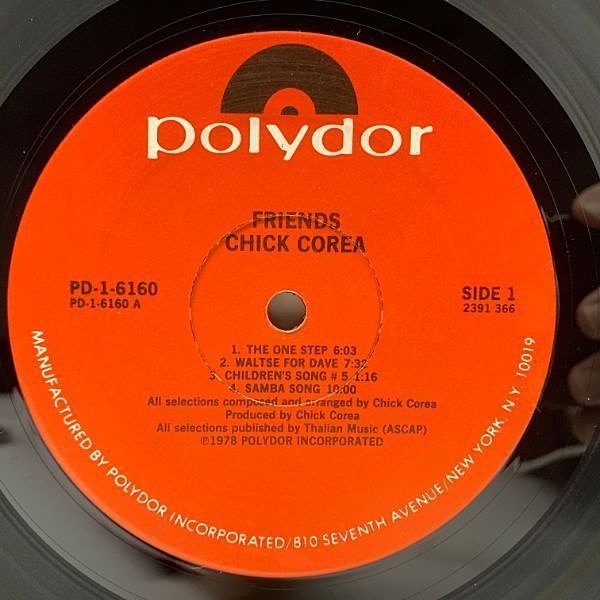 polydor
FRIENDS
CHICK COREA
PD-1-6160
PD-1-6160 A
SIDE 1
2391 366
1. THE ONE STEP 6:03
2. WALTSE FOR DAVE 7:32
3. CHILDREN'S SONG # 5 1:16
4. SAMBA SONG 10:00
All selections composed and arranged by Chick Corea
Produced by Chick Corea
All selections published by Thalian Music (ASCAP)
℗1978 POLYDOR INCORPORATED
MANUFACTURED BY POLYDOR INCORPORATED/810 SEVENTH AVENUE/NEW YORK, N.Y. 10019